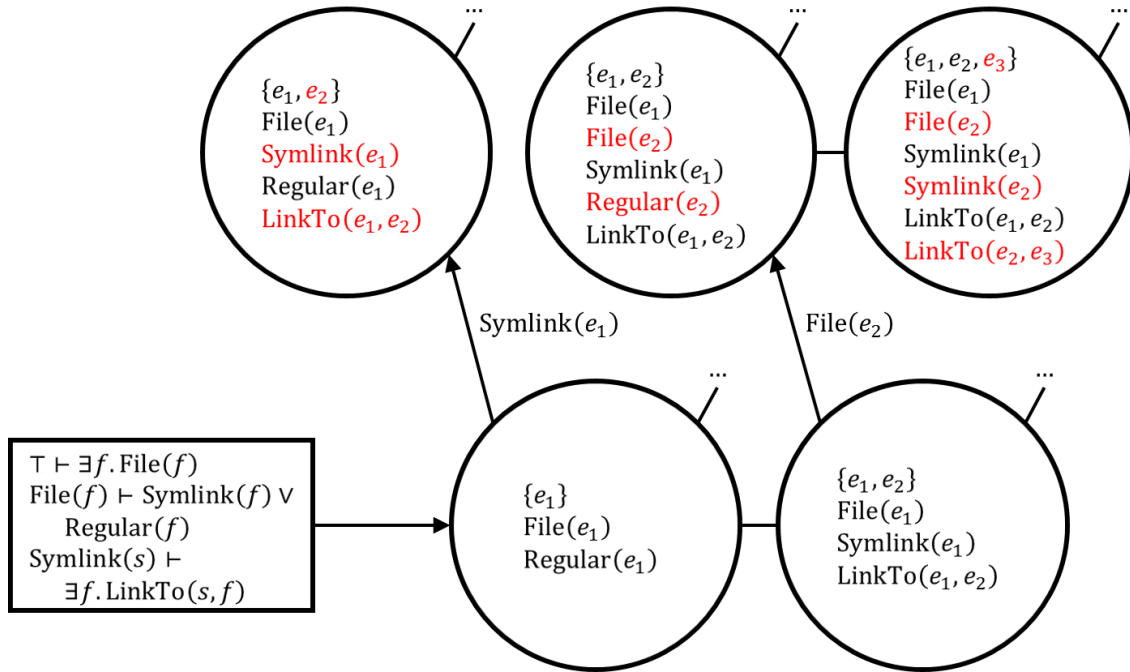 ...
...
...
{e₁, e₂}
File(e₁)
Symlink(e₁)
Regular(e₁)
LinkTo(e₁, e₂)
{e₁, e₂}
File(e₁)
File(e₂)
Symlink(e₁)
Regular(e₂)
LinkTo(e₁, e₂)
{e₁, e₂, e₃}
File(e₁)
File(e₂)
Symlink(e₁)
Symlink(e₂)
LinkTo(e₁, e₂)
LinkTo(e₂, e₃)
Symlink(e₁)
File(e₂)
...
...
⊤ ⊢ ∃f. File(f)
File(f) ⊢ Symlink(f) ∨
Regular(f)
Symlink(s) ⊢
∃f. LinkTo(s, f)
{e₁}
File(e₁)
Regular(e₁)
{e₁, e₂}
File(e₁)
Symlink(e₁)
LinkTo(e₁, e₂)